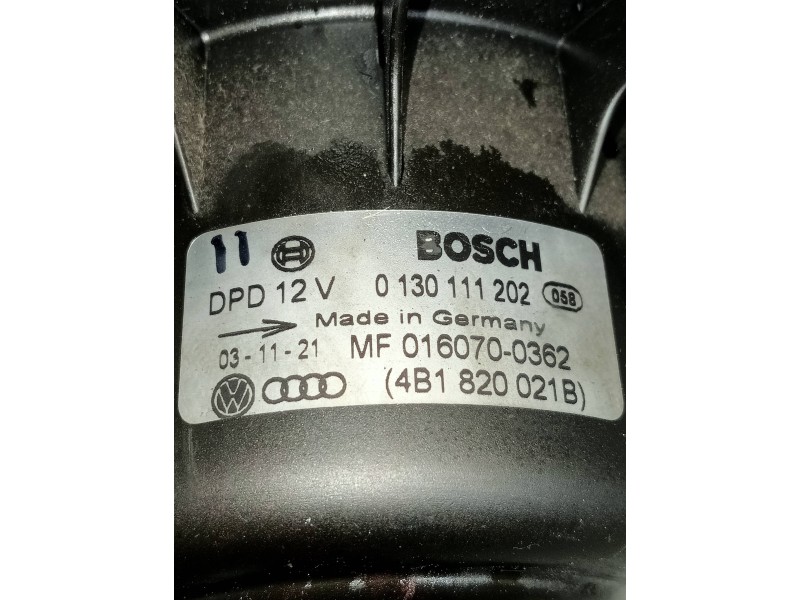 11 BOSCH
DPD 12 V 0 130 111 202 058
Made in Germany
03-11-21 MF 016070-0362
VW (4B1 820 021B)